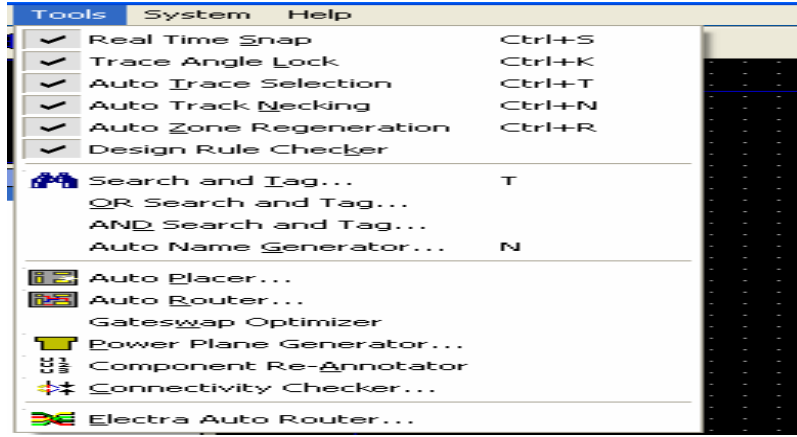 Tools System Help
Real Time Snap Ctrl+S
Trace Angle Lock Ctrl+K
Auto Trace Selection Ctrl+T
Auto Track Necking Ctrl+N
Auto Zone Regeneration Ctrl+R
Design Rule Checker
Search and Tag... T
OR Search and Tag...
AND Search and Tag...
Auto Name Generator... N
Auto Placer...
Auto Router...
Gateswap Optimizer
Power Plane Generator...
Component Re-Annotator
Connectivity Checker...
Electra Auto Router...